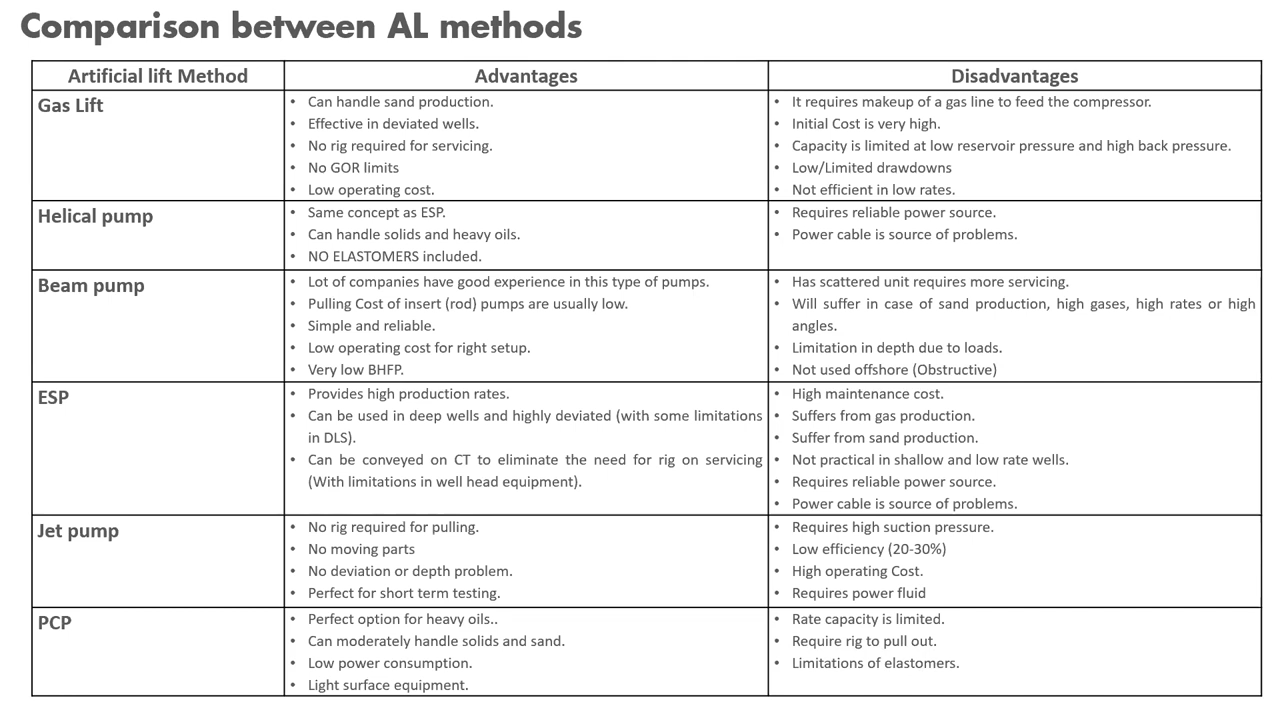 Comparison between AL methods
Artificial lift Method
Advantages
Disadvantages
Gas Lift
• Can handle sand production.
• Effective in deviated wells.
• No rig required for servicing.
• No GOR limits
• Low operating cost.
• It requires makeup of a gas line to feed the compressor.
• Initial Cost is very high.
• Capacity is limited at low reservoir pressure and high back pressure.
• Low/Limited drawdowns
• Not efficient in low rates.
Helical pump
• Same concept as ESP.
• Can handle solids and heavy oils.
• NO ELASTOMERS included.
• Requires reliable power source.
• Power cable is source of problems.
Beam pump
• Lot of companies have good experience in this type of pumps.
• Pulling Cost of insert (rod) pumps are usually low.
• Simple and reliable.
• Low operating cost for right setup.
• Very low BHFP.
• Has scattered unit requires more servicing.
• Will suffer in case of sand production, high gases, high rates or high
angles.
• Limitation in depth due to loads.
• Not used offshore (Obstructive)
ESP
• Provides high production rates.
• Can be used in deep wells and highly deviated (with some limitations
in DLS).
• Can be conveyed on CT to eliminate the need for rig on servicing
(With limitations in well head equipment).
• High maintenance cost.
• Suffers from gas production.
• Suffer from sand production.
• Not practical in shallow and low rate wells.
• Requires reliable power source.
• Power cable is source of problems.
Jet pump
• No rig required for pulling.
• No moving parts
• No deviation or depth problem.
• Perfect for short term testing.
• Requires high suction pressure.
• Low efficiency (20-30%)
• High operating Cost.
• Requires power fluid
PCP
• Perfect option for heavy oils..
• Can moderately handle solids and sand.
• Low power consumption.
• Light surface equipment.
• Rate capacity is limited.
• Require rig to pull out.
• Limitations of elastomers.